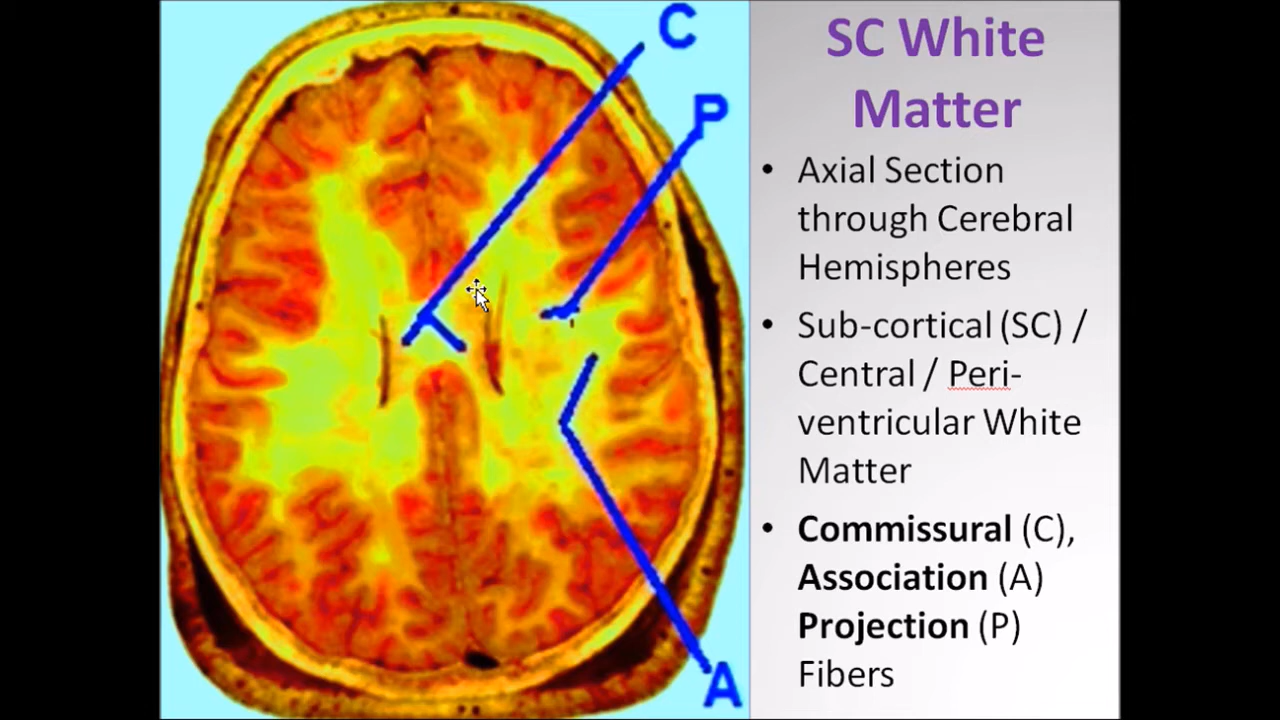 C
P
A
SC White
Matter
• Axial Section
through Cerebral
Hemispheres
• Sub-cortical (SC) /
Central / Peri-
ventricular White
Matter
• Commissural (C),
Association (A)
Projection (P)
Fibers